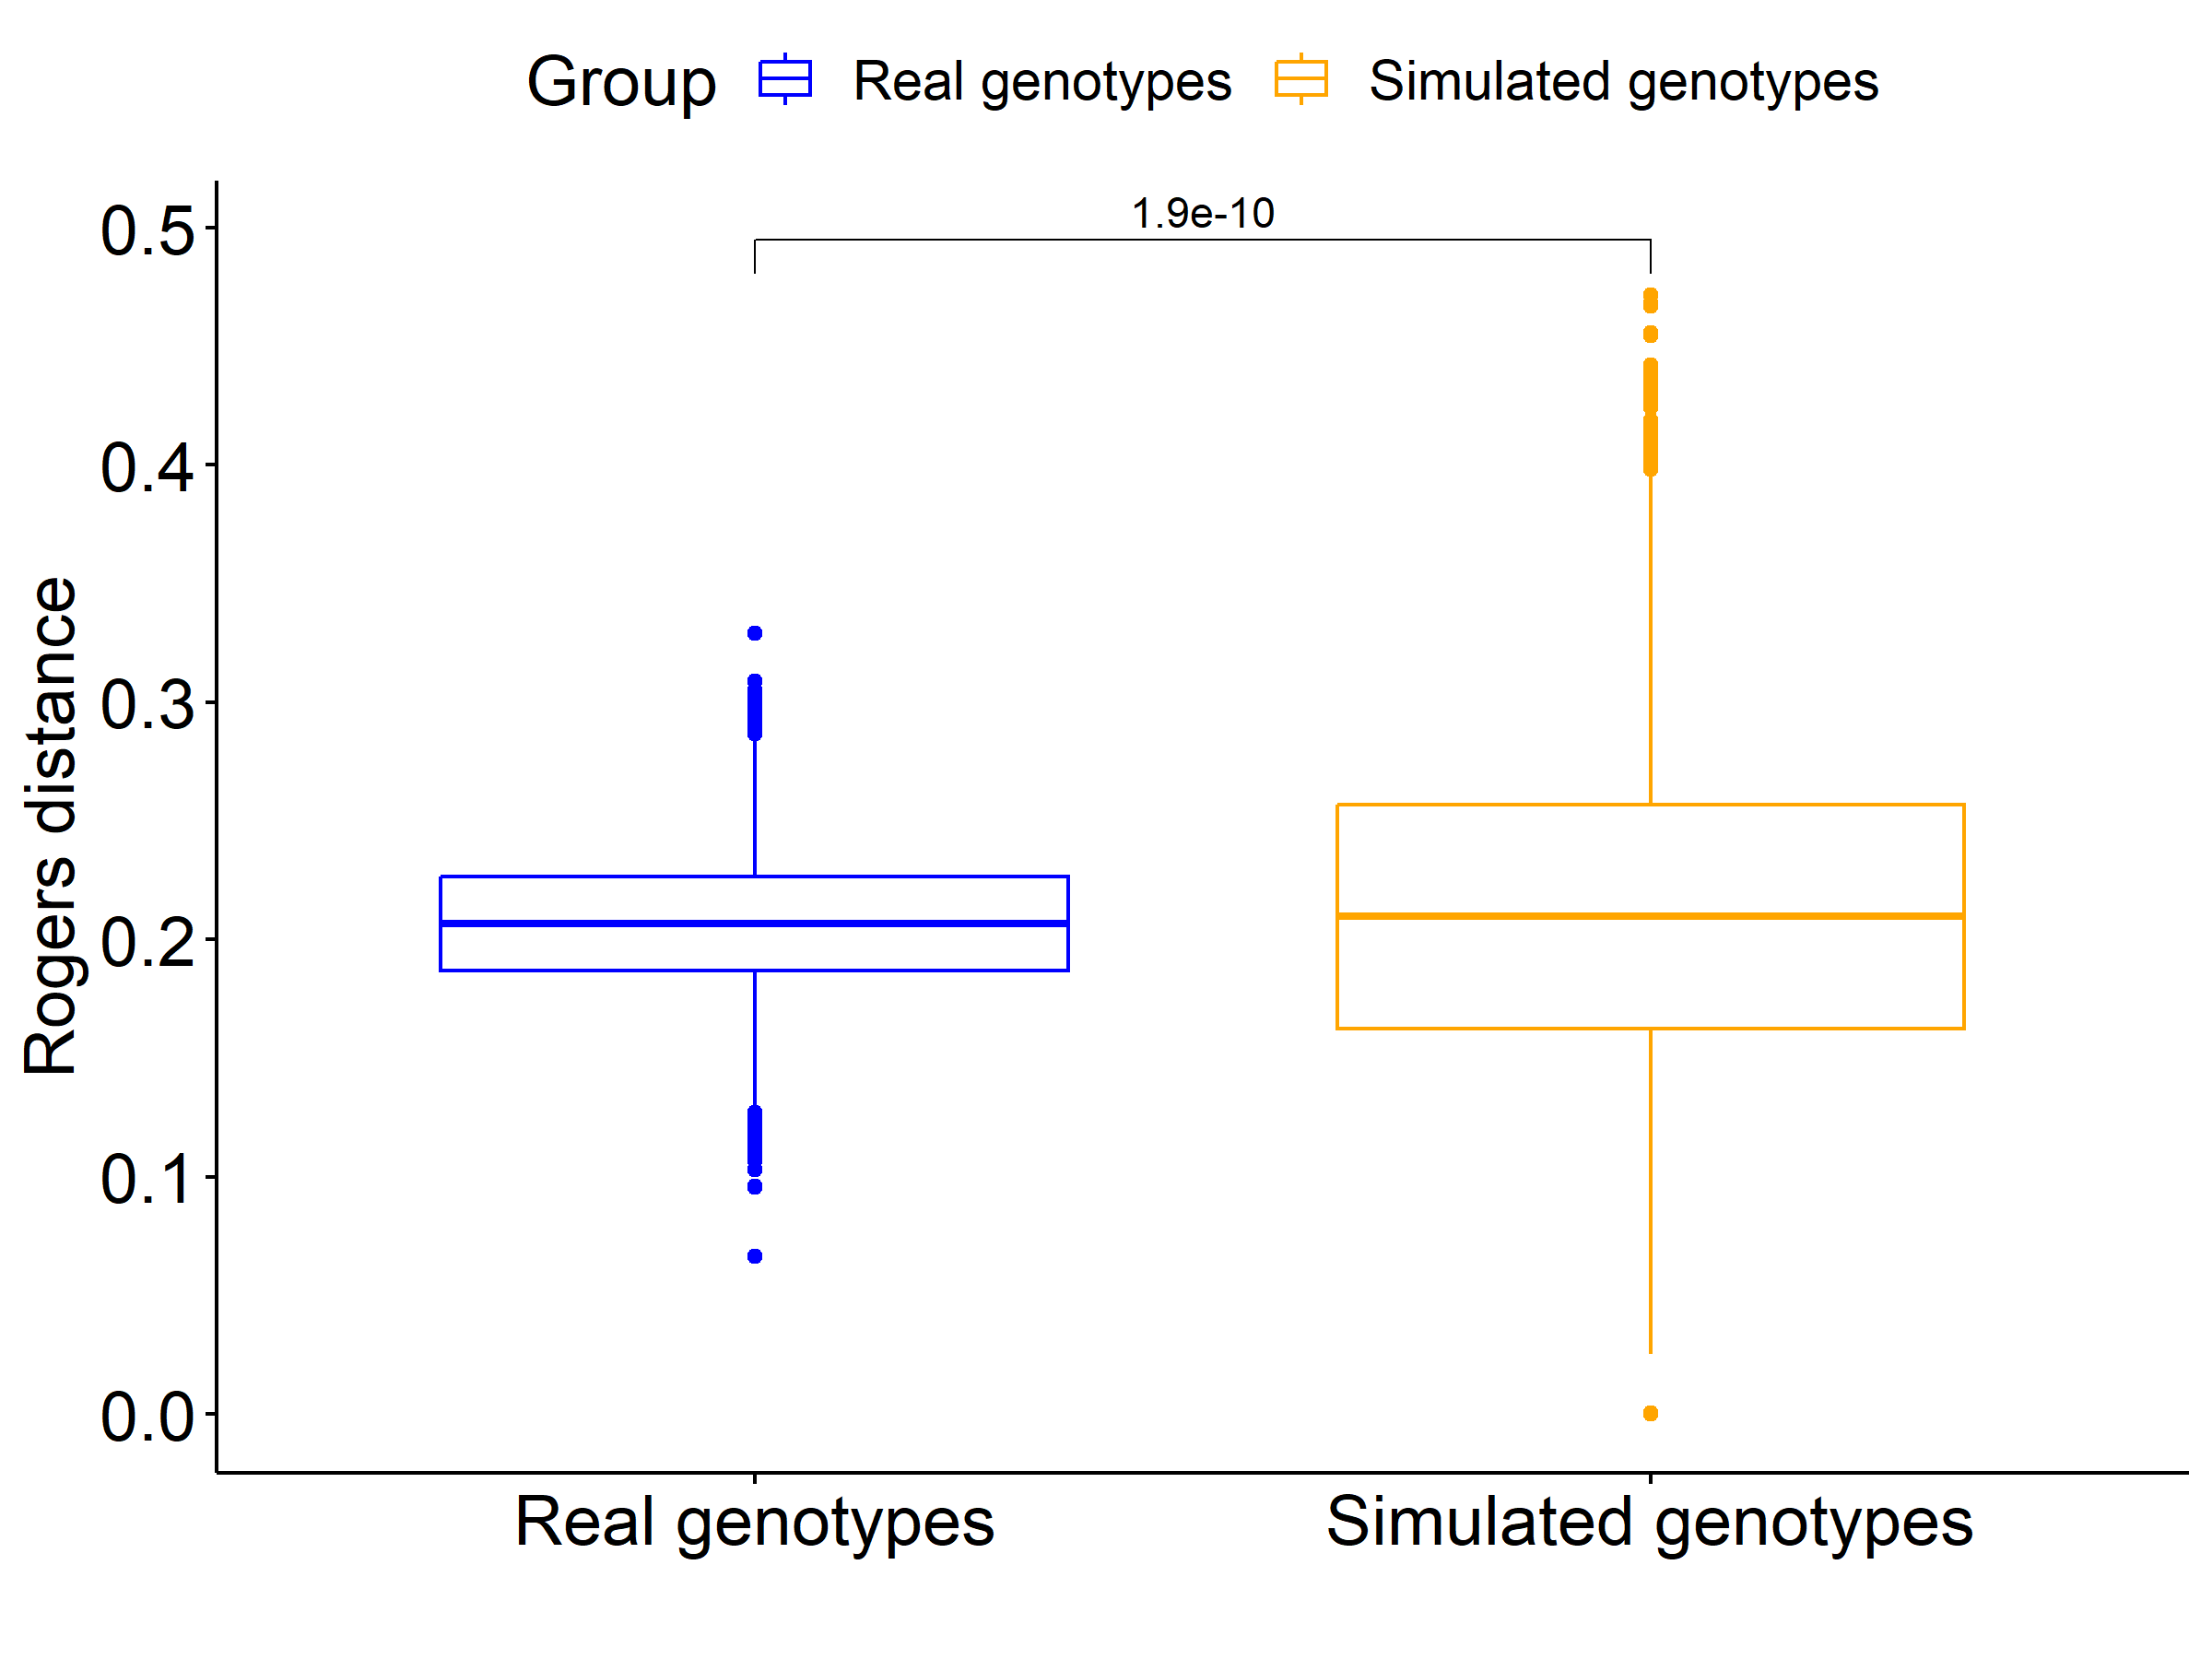 Group Real genotypes Simulated genotypes
1.9e-10
0.5
0.4
0.3
0.2
0.1
0.0
Rogers distance
Real genotypes Simulated genotypes